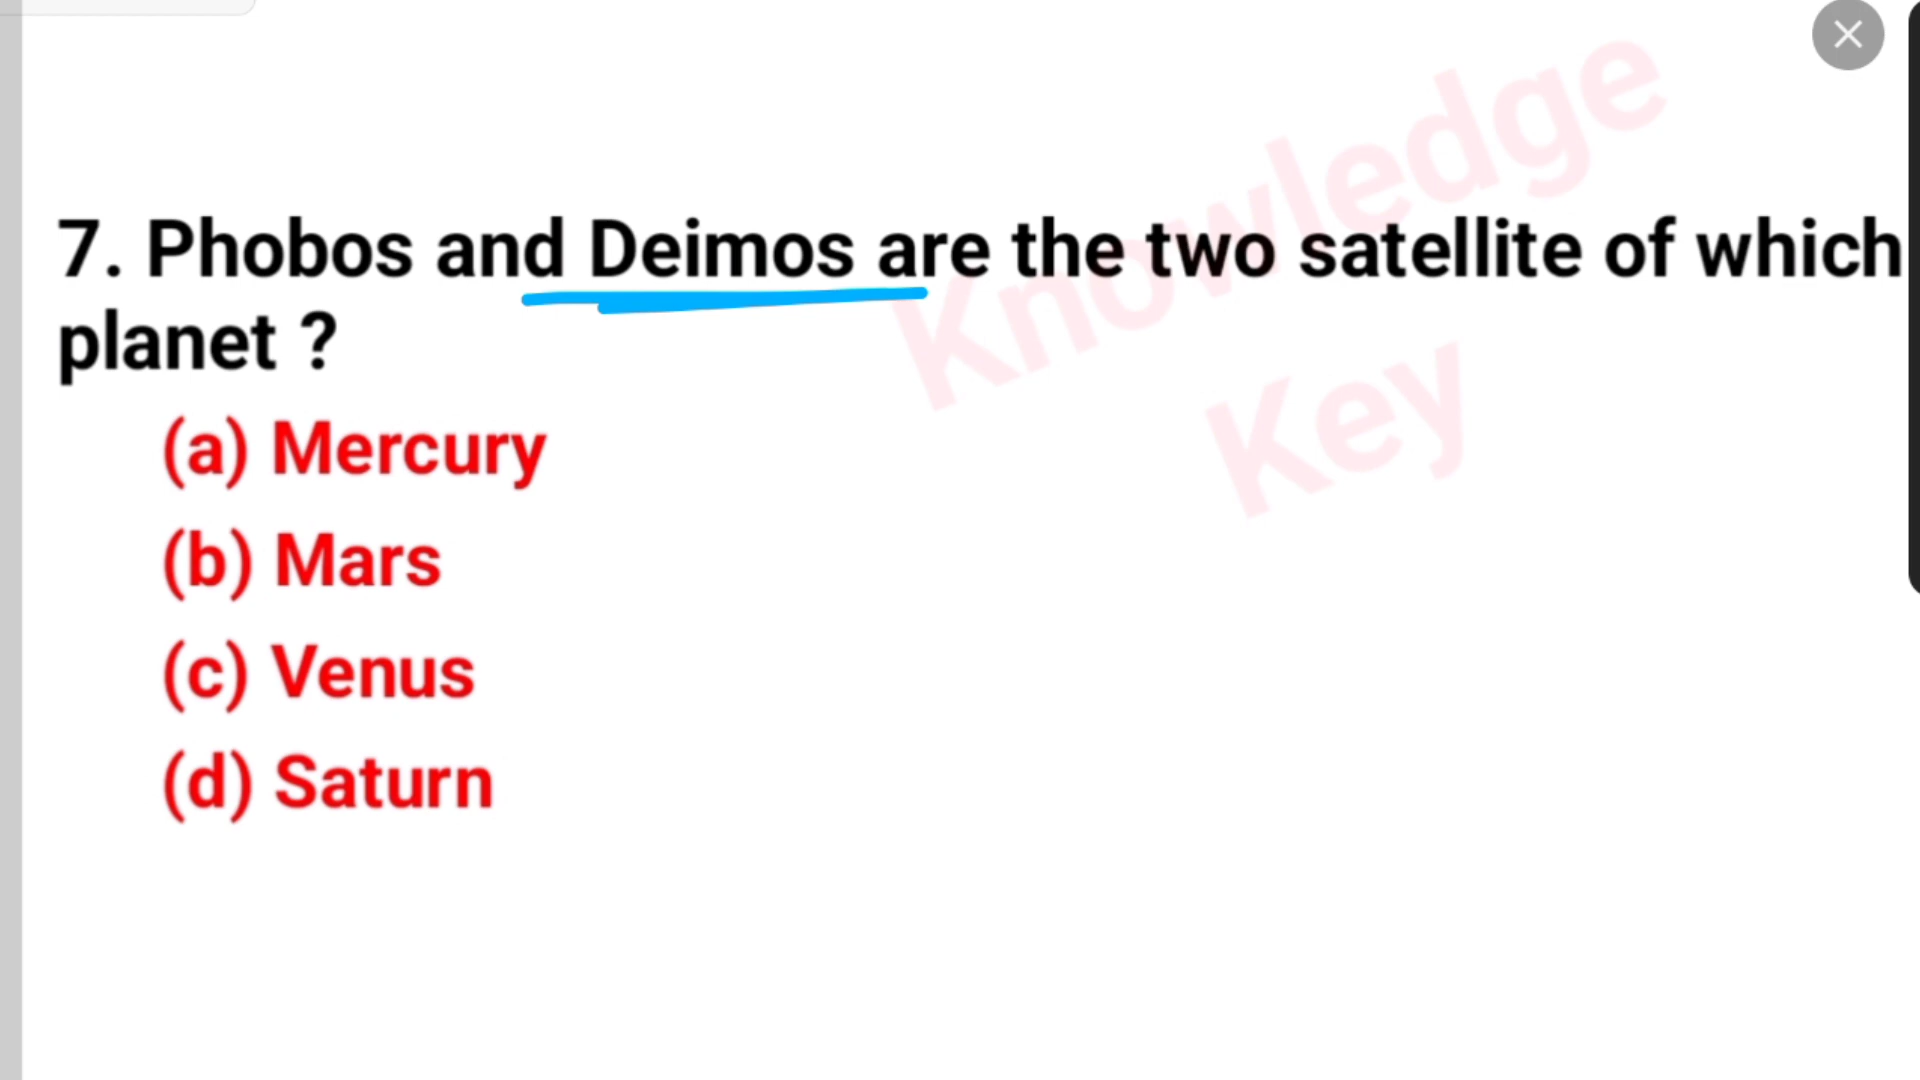 7. Phobos and Deimos are the two satellite of which
planet ?
(a) Mercury
(b) Mars
(c) Venus
(d) Saturn
Knowledge
Key